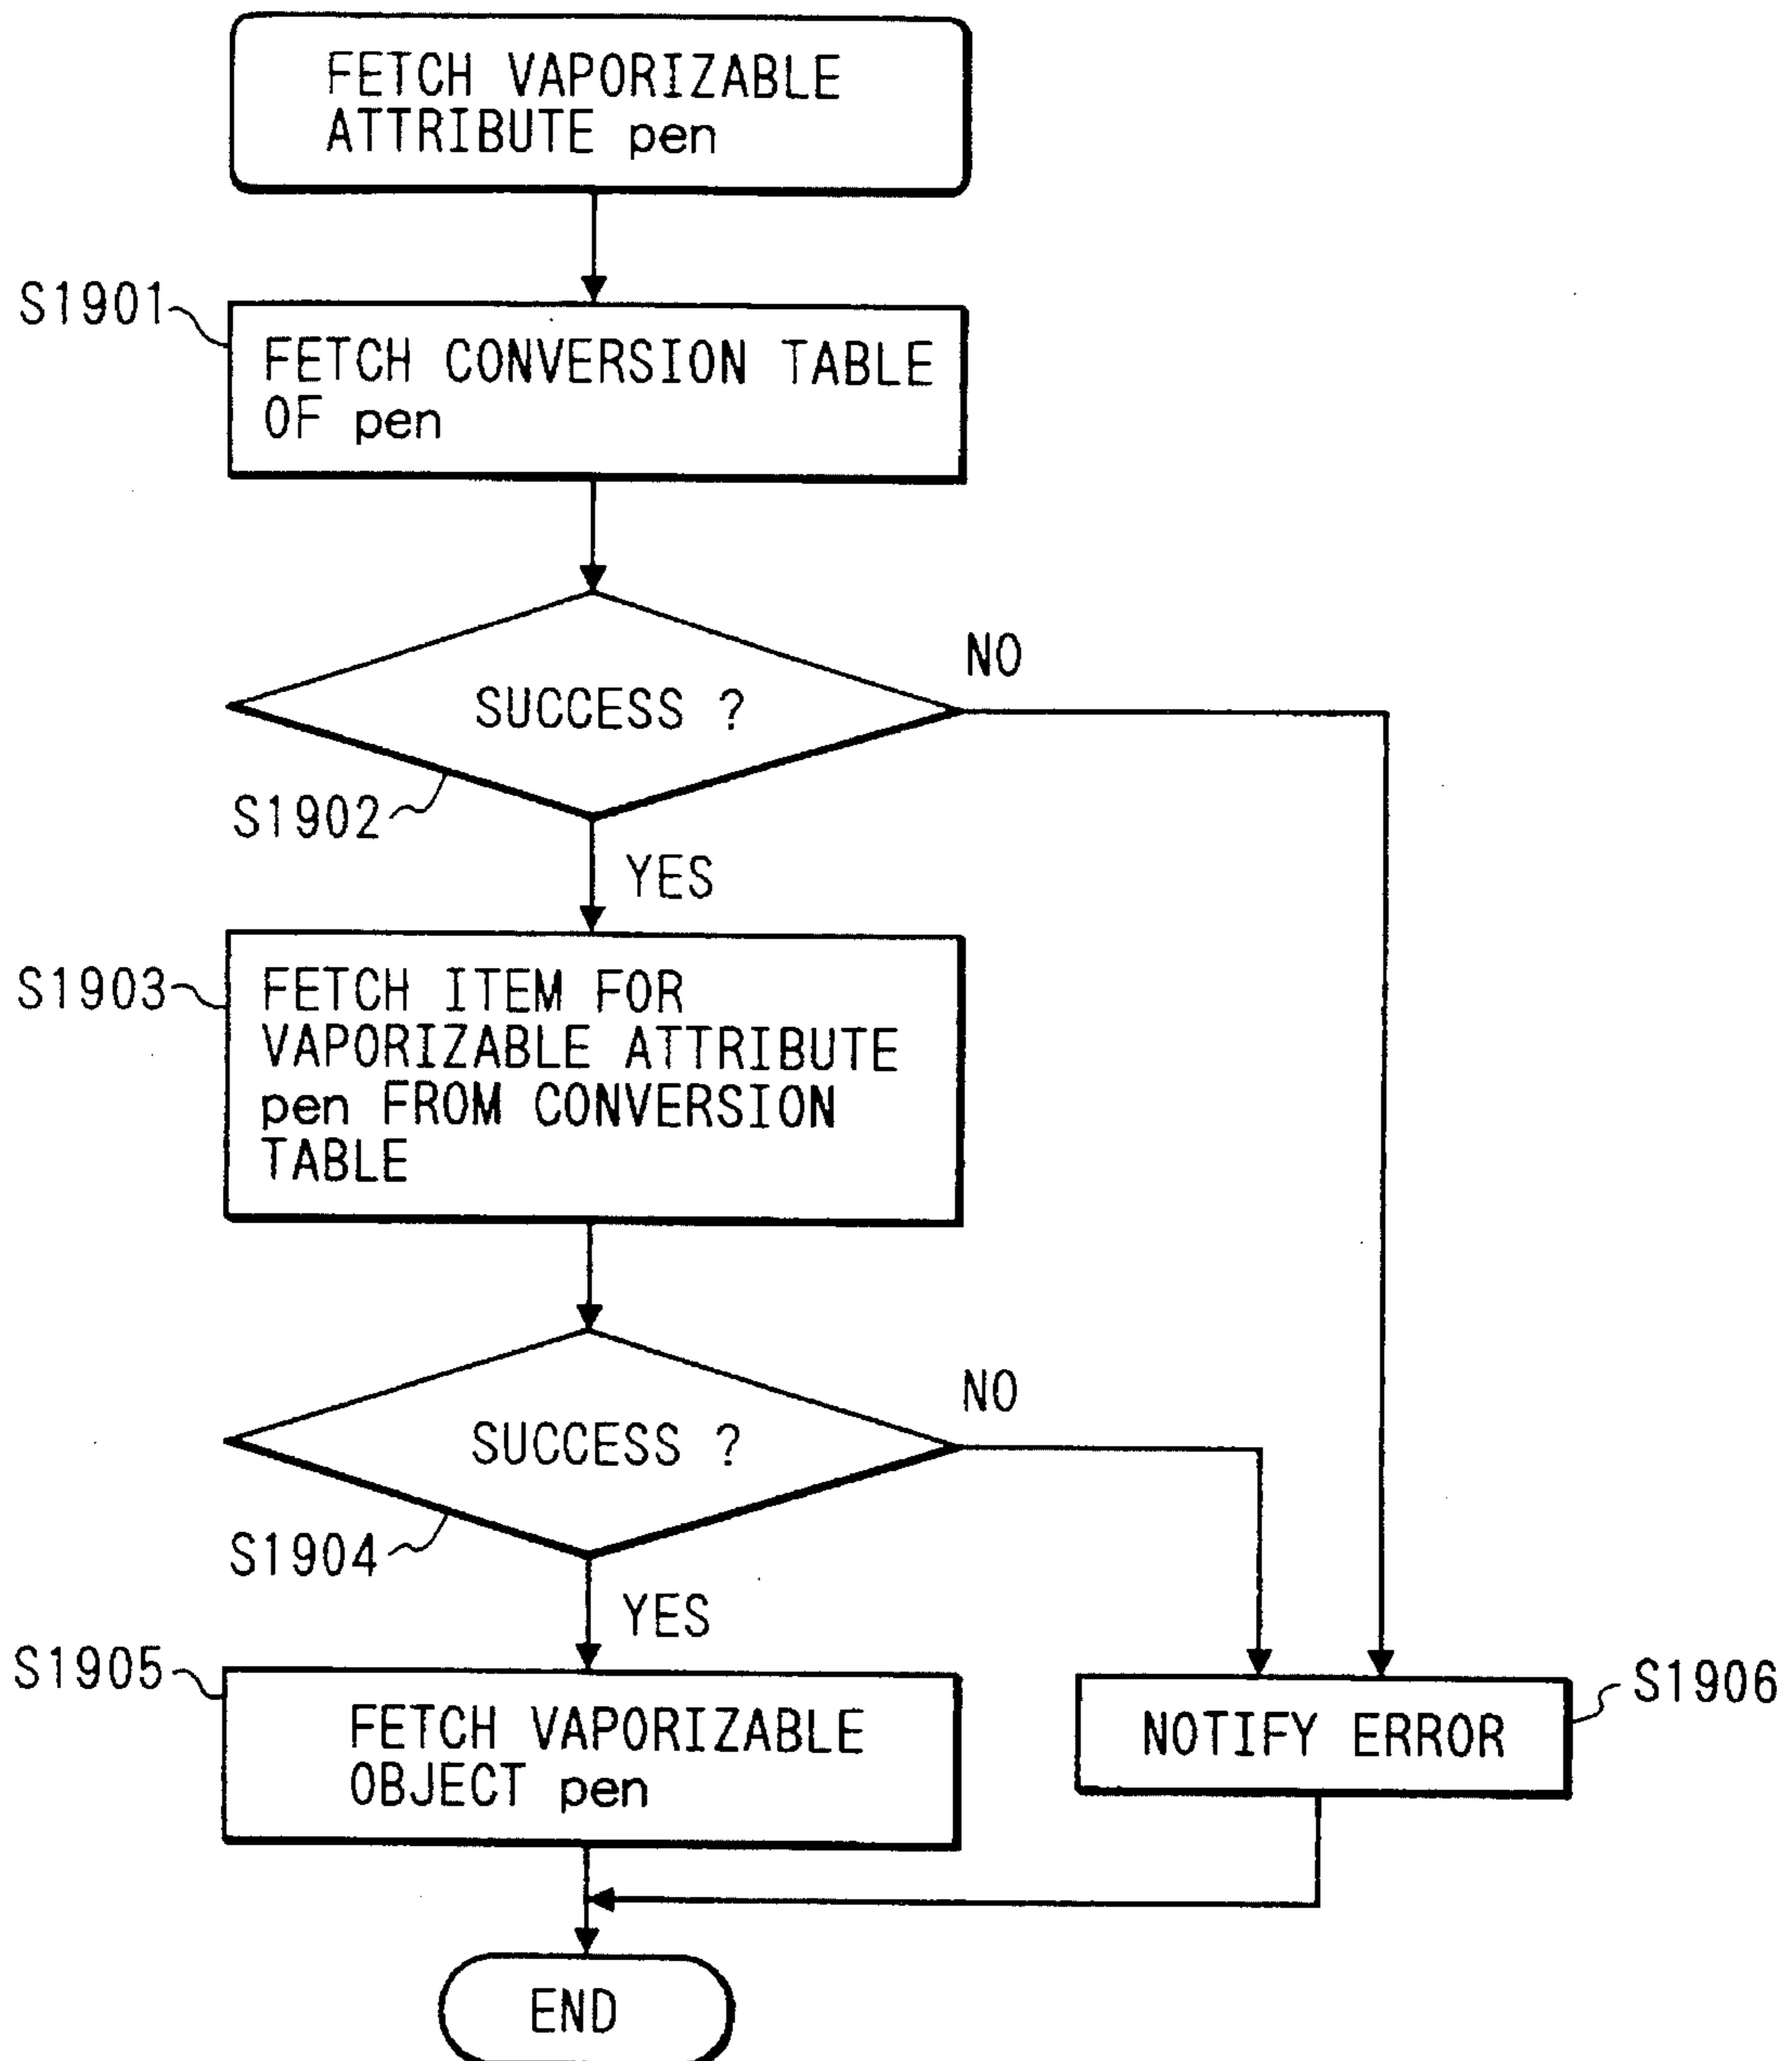 FETCH VAPORIZABLE
ATTRIBUTE pen
S1901
FETCH CONVERSION TABLE
OF pen
SUCCESS ?
NO
S1902
YES
S1903
FETCH ITEM FOR
VAPORIZABLE ATTRIBUTE
pen FROM CONVERSION
TABLE
SUCCESS ?
NO
S1904
YES
S1905
FETCH VAPORIZABLE
OBJECT pen
NOTIFY ERROR
S1906
END